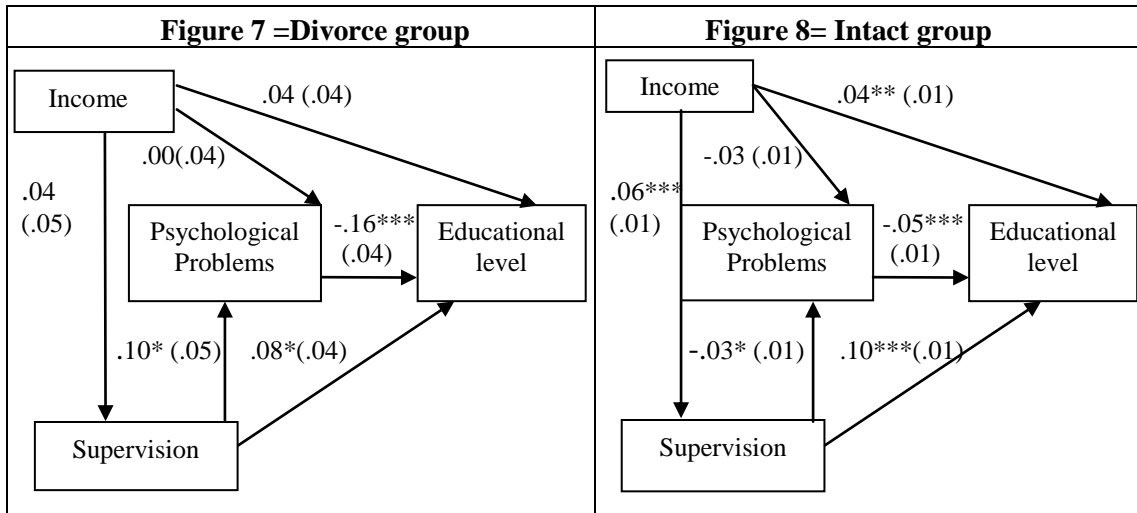 Figure 7 =Divorce group
Income
.04 (.04)
.00(.04)
.04
(.05)
Psychological
Problems
-.16***
(.04)
Educational
level
.10* (.05)
.08*(.04)
Supervision
Figure 8= Intact group
Income
.04** (.01)
-.03 (.01)
.06***
(.01)
Psychological
Problems
-.05***
(.01)
Educational
level
-.03* (.01)
.10***(.01)
Supervision